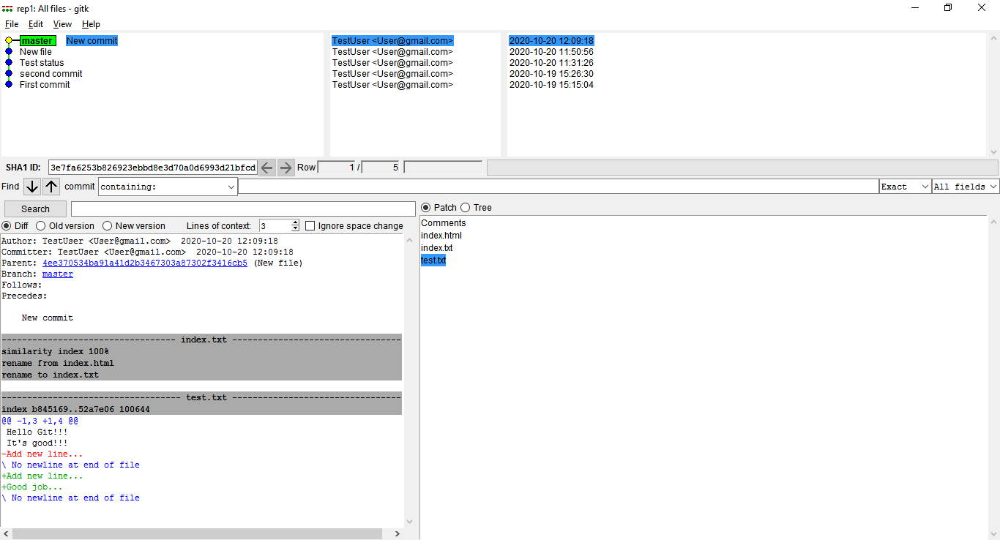 rep1: All files - gitk
File Edit View Help
master New commit TestUser <User@gmail.com> 2020-10-20 12:09:18
New file TestUser <User@gmail.com> 2020-10-20 11:50:56
Test status TestUser <User@gmail.com> 2020-10-20 11:31:26
second commit TestUser <User@gmail.com> 2020-10-19 15:26:30
First commit TestUser <User@gmail.com> 2020-10-19 15:15:04
SHA1 ID: 3e7fa6253b826923ebbd8e3d70a0d6993d21bfcd Row 1 / 5
Find commit containing: Exact All fields
Search Patch Tree
Diff Old version New version Lines of context: 3 Ignore space change
Comments
index.html
index.txt
test.txt
Author: TestUser <User@gmail.com> 2020-10-20 12:09:18
Committer: TestUser <User@gmail.com> 2020-10-20 12:09:18
Parent: 4ee370534ba91a41d2b3467303a87302f3416cb5 (New file)
Branch: master
Follows:
Precedes:
New commit
---------------------------------- index.txt ---------------------------------
similarity index 100%
rename from index.html
rename to index.txt
----------------------------------- test.txt ---------------------------------
index b845169..52a7e06 100644
@@ -1,3 +1,4 @@
Hello Git!!!
It's good!!!
-Add new line...
\ No newline at end of file
+Add new line...
+Good job...
\ No newline at end of file